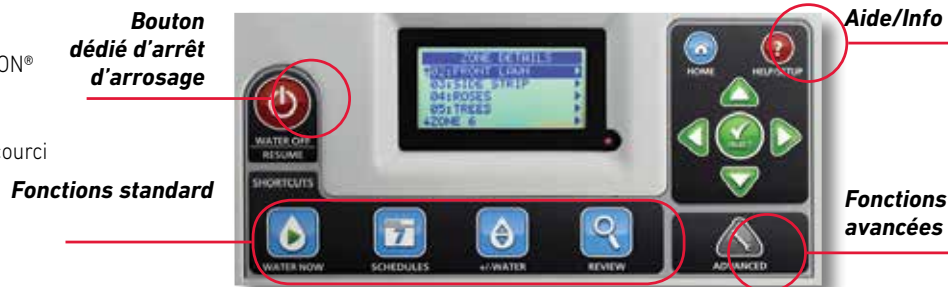 Bouton
dédié d'arrêt
d'arrosage
ON®
courci
Fonctions standard
Aide/Info
Fonctions
avancées
WATER OFF
RESUME
SHORTCUTS
ZONE DETAILS
02:FRONT LAWN
03:SIDE STRIP
04:ROSES
05:TREES
ZONE 6
HOME
?
HELP/SETUP
SELECT
7
WATER NOW
SCHEDULES
+/-WATER
REVIEW
ADVANCED